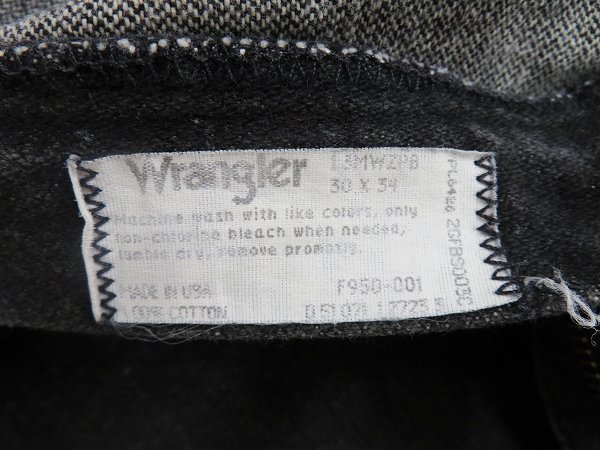 Wrangler
13MWZPB
30 X 34
Machine wash with like colors, only
non-chlorine bleach when needed,
tumble dry, remove promptly.
MADE IN USA
F950-001
100% COTTON